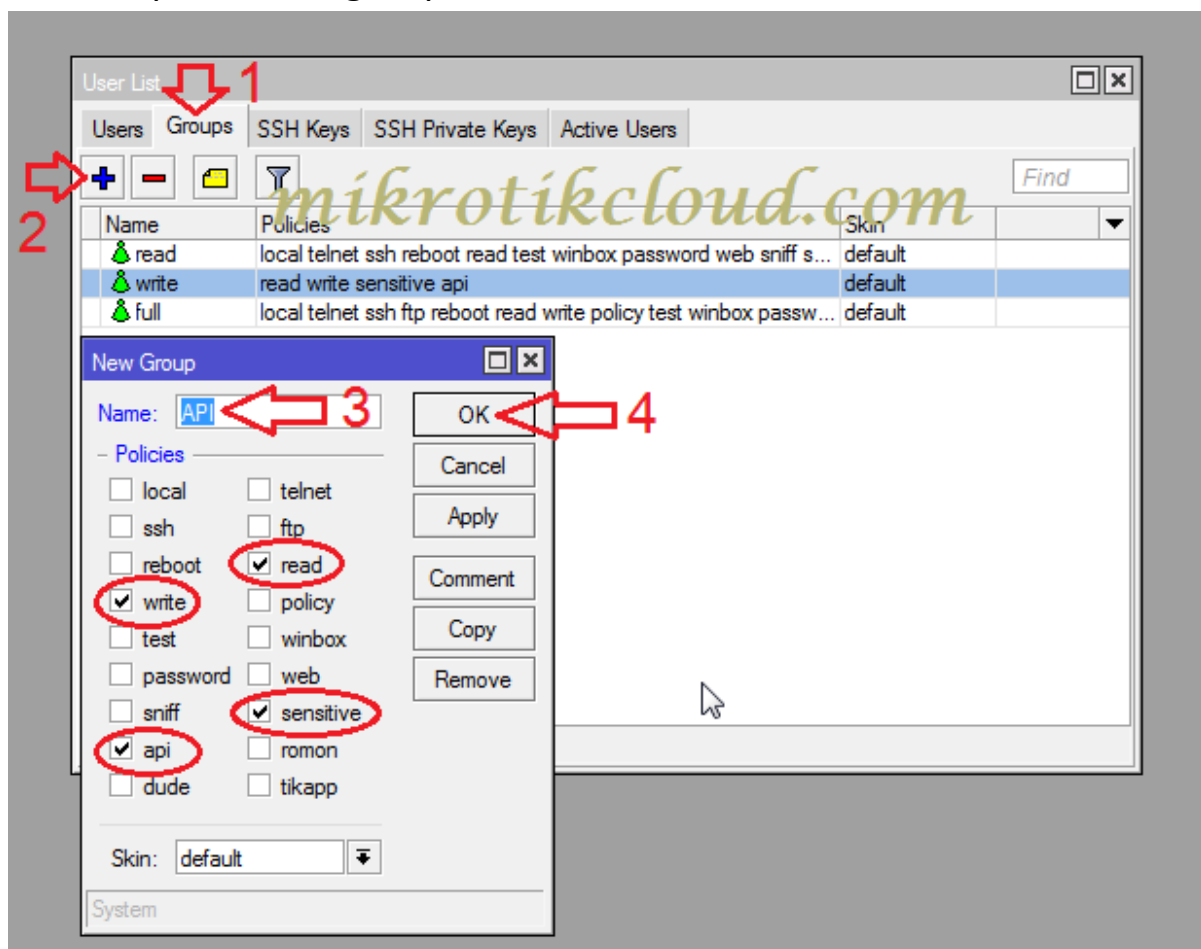 User List
1
Users Groups SSH Keys SSH Private Keys Active Users
2
Find
mikrotikcloud.com
Name Policies Skin
read local telnet ssh reboot read test winbox password web sniff s... default
write read write sensitive api default
full local telnet ssh ftp reboot read write policy test winbox passw... default
New Group
Name: API 3 OK 4
Policies Cancel
local telnet
ssh ftp Apply
reboot read Comment
write policy
test winbox Copy
password web Remove
sniff sensitive
api romon
dude tikapp
Skin: default
System